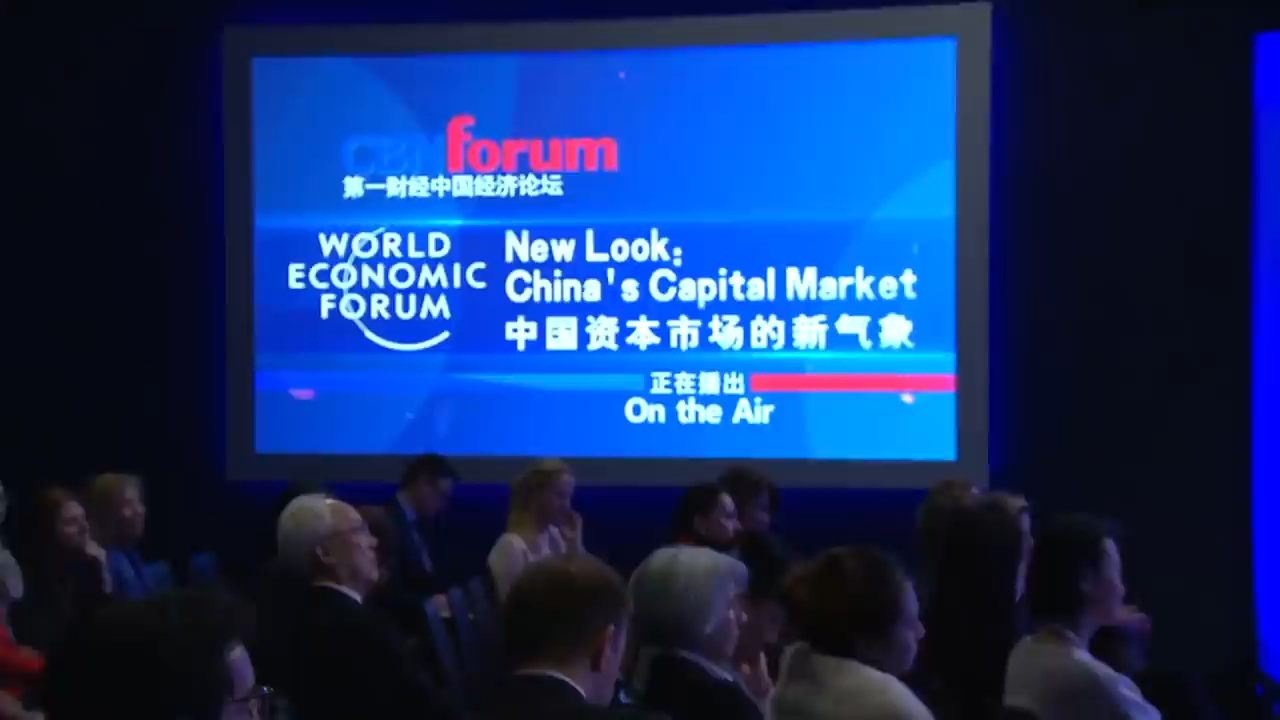 CBNforum
第一财经中国经济论坛
WORLD
ECONOMIC
FORUM
New Look:
China's Capital Market
中国资本市场的新气象
正在播出
On the Air